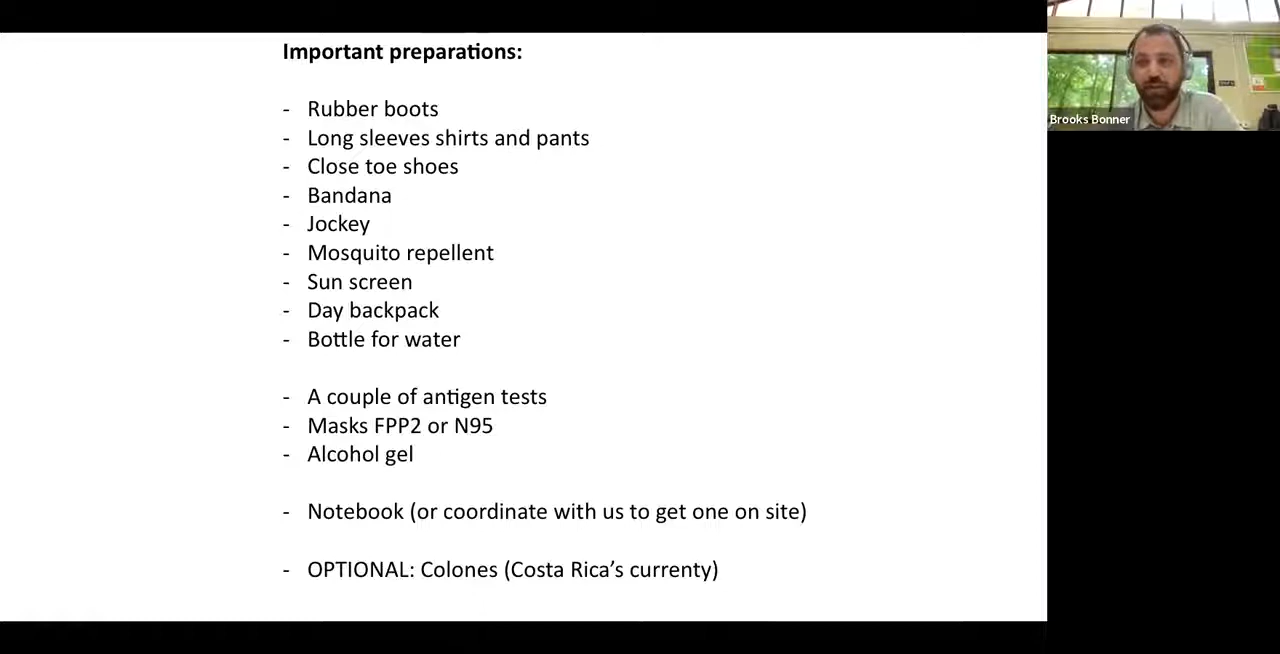 Important preparations:
- Rubber boots
- Long sleeves shirts and pants
- Close toe shoes
- Bandana
- Jockey
- Mosquito repellent
- Sun screen
- Day backpack
- Bottle for water
- A couple of antigen tests
- Masks FPP2 or N95
- Alcohol gel
- Notebook (or coordinate with us to get one on site)
- OPTIONAL: Colones (Costa Rica’s currenty)
Brooks Bonner